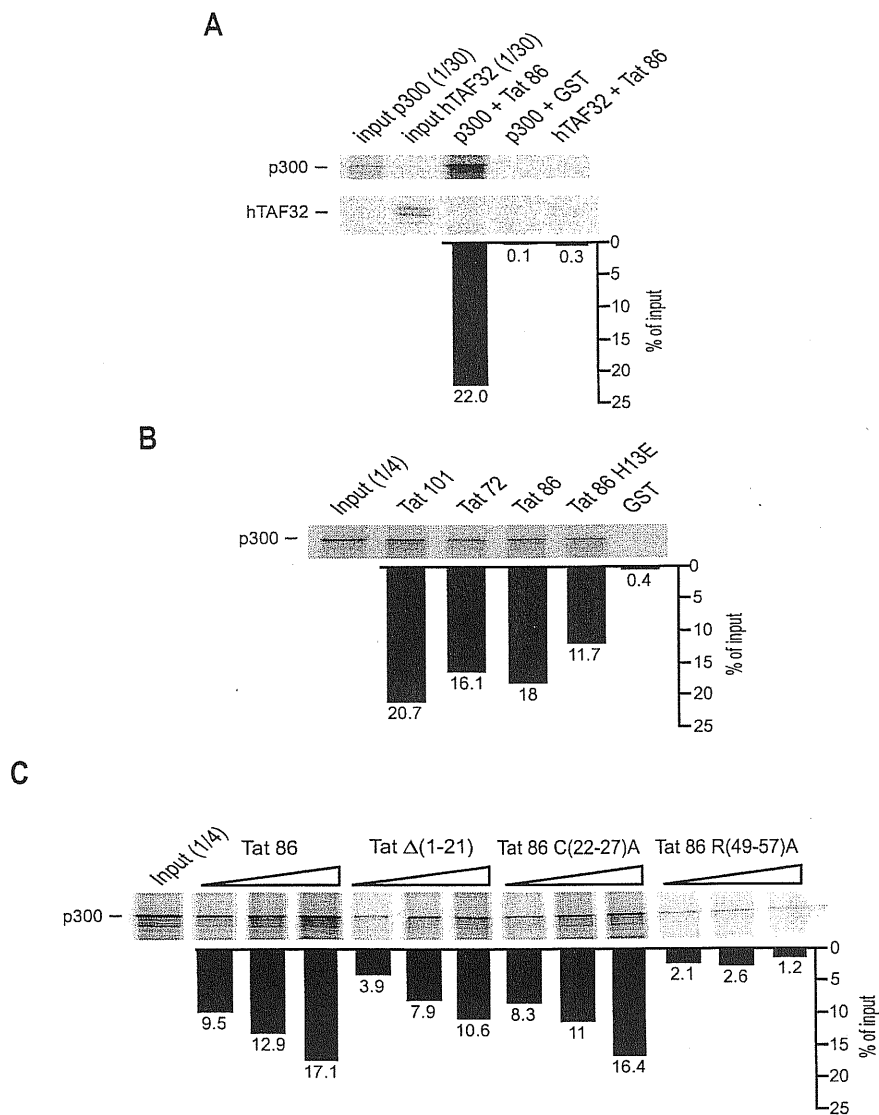 A
input p300 (1/30)
input hTAF32 (1/30)
p300 + Tat 86
p300 + GST
hTAF32 + Tat 86
p300 –
hTAF32 –
0
5
10
15
20
25
% of input
22.0
0.1
0.3
B
Input (1/4)
Tat 101
Tat 72
Tat 86
Tat 86 H13E
GST
p300 –
0
5
10
15
20
25
% of input
20.7
16.1
18
11.7
0.4
C
Input (1/4)
Tat 86
Tat Δ(1-21)
Tat 86 C(22-27)A
Tat 86 R(49-57)A
p300 –
0
5
10
15
20
25
% of input
9.5
12.9
17.1
3.9
7.9
10.6
8.3
11
16.4
2.1
2.6
1.2